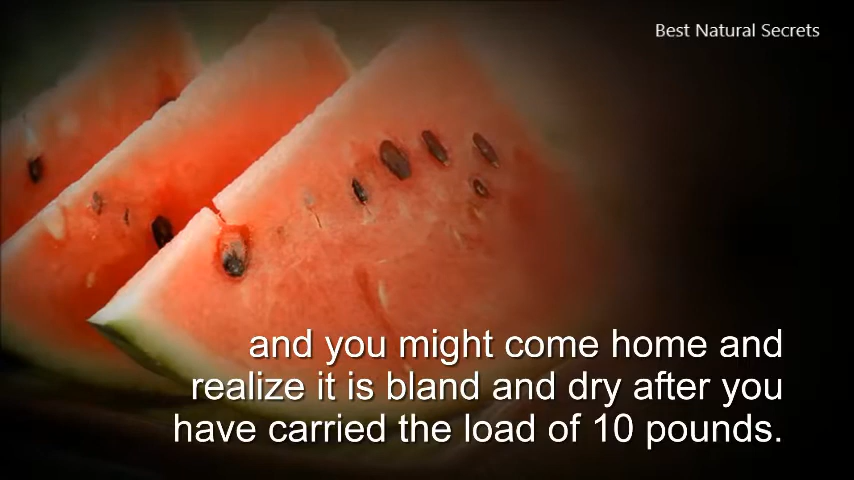 Best Natural Secrets
and you might come home and
realize it is bland and dry after you
have carried the load of 10 pounds.